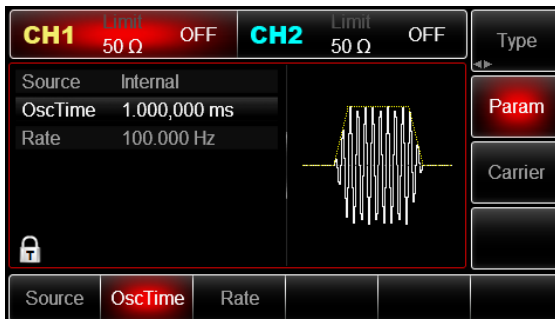 CH1 Limit 50 Ω OFF CH2 Limit 50 Ω OFF Type
Source Internal
OscTime 1.000,000 ms
Param
Rate 100.000 Hz
Carrier
T
Source OscTime Rate